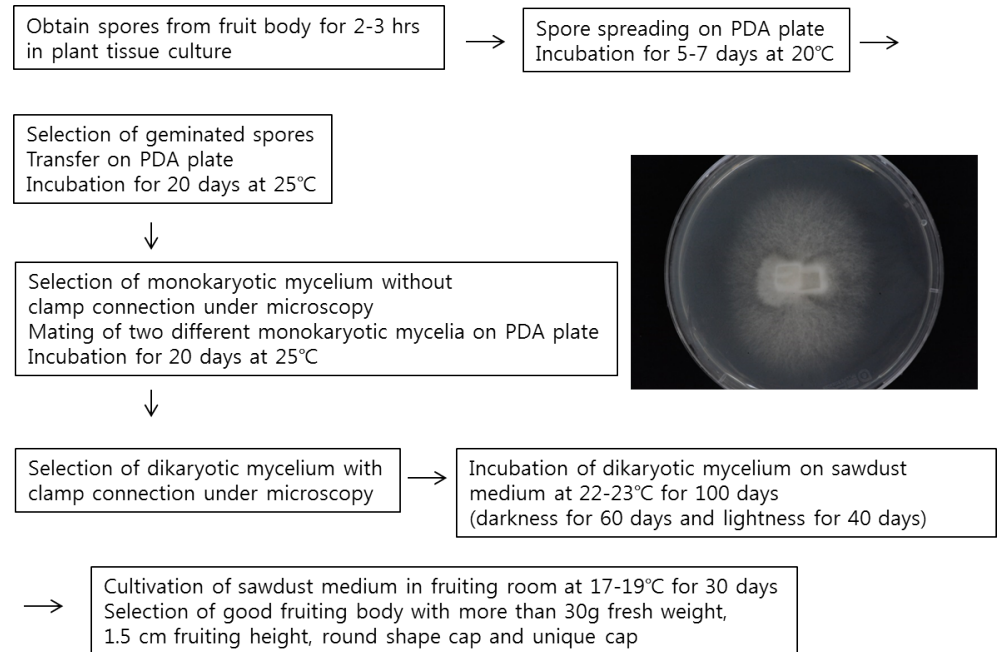 Obtain spores from fruit body for 2-3 hrs
in plant tissue culture
Spore spreading on PDA plate
Incubation for 5-7 days at 20℃
Selection of geminated spores
Transfer on PDA plate
Incubation for 20 days at 25℃
Selection of monokaryotic mycelium without
clamp connection under microscopy
Mating of two different monokaryotic mycelia on PDA plate
Incubation for 20 days at 25℃
Selection of dikaryotic mycelium with
clamp connection under microscopy
Incubation of dikaryotic mycelium on sawdust
medium at 22-23℃ for 100 days
(darkness for 60 days and lightness for 40 days)
Cultivation of sawdust medium in fruiting room at 17-19℃ for 30 days
Selection of good fruiting body with more than 30g fresh weight,
1.5 cm fruiting height, round shape cap and unique cap